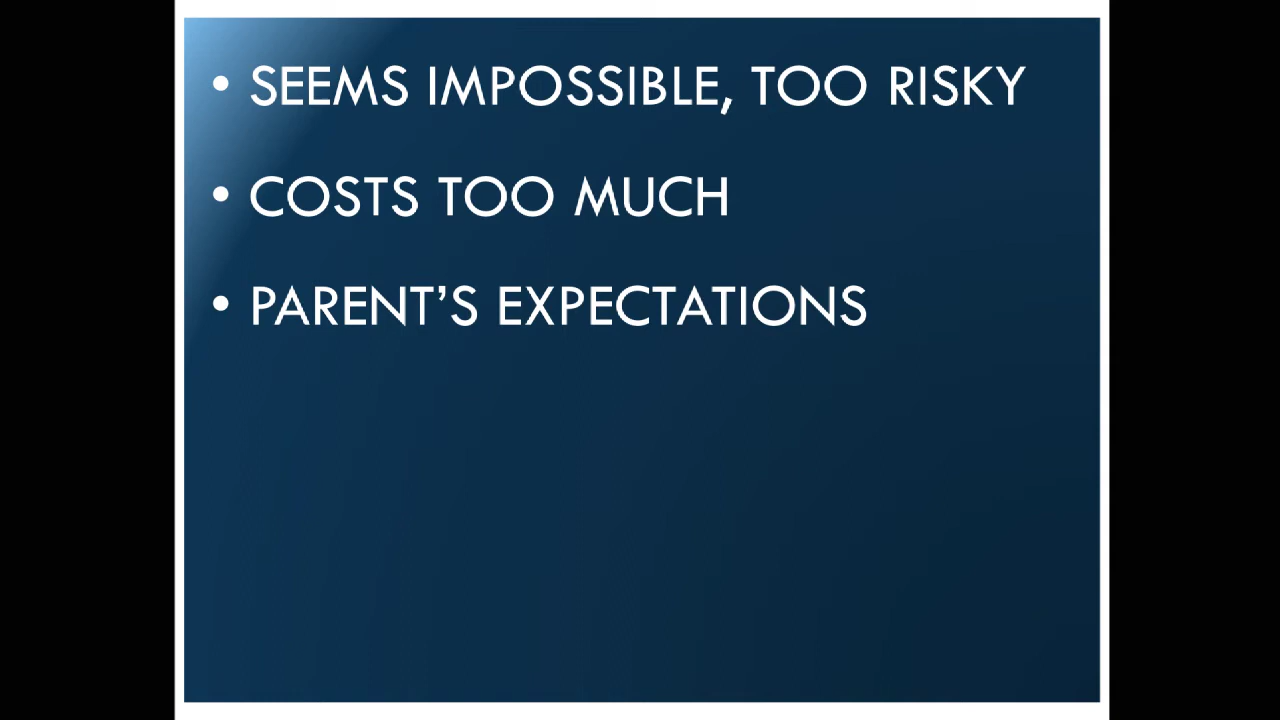 • SEEMS IMPOSSIBLE, TOO RISKY
• COSTS TOO MUCH
• PARENT’S EXPECTATIONS